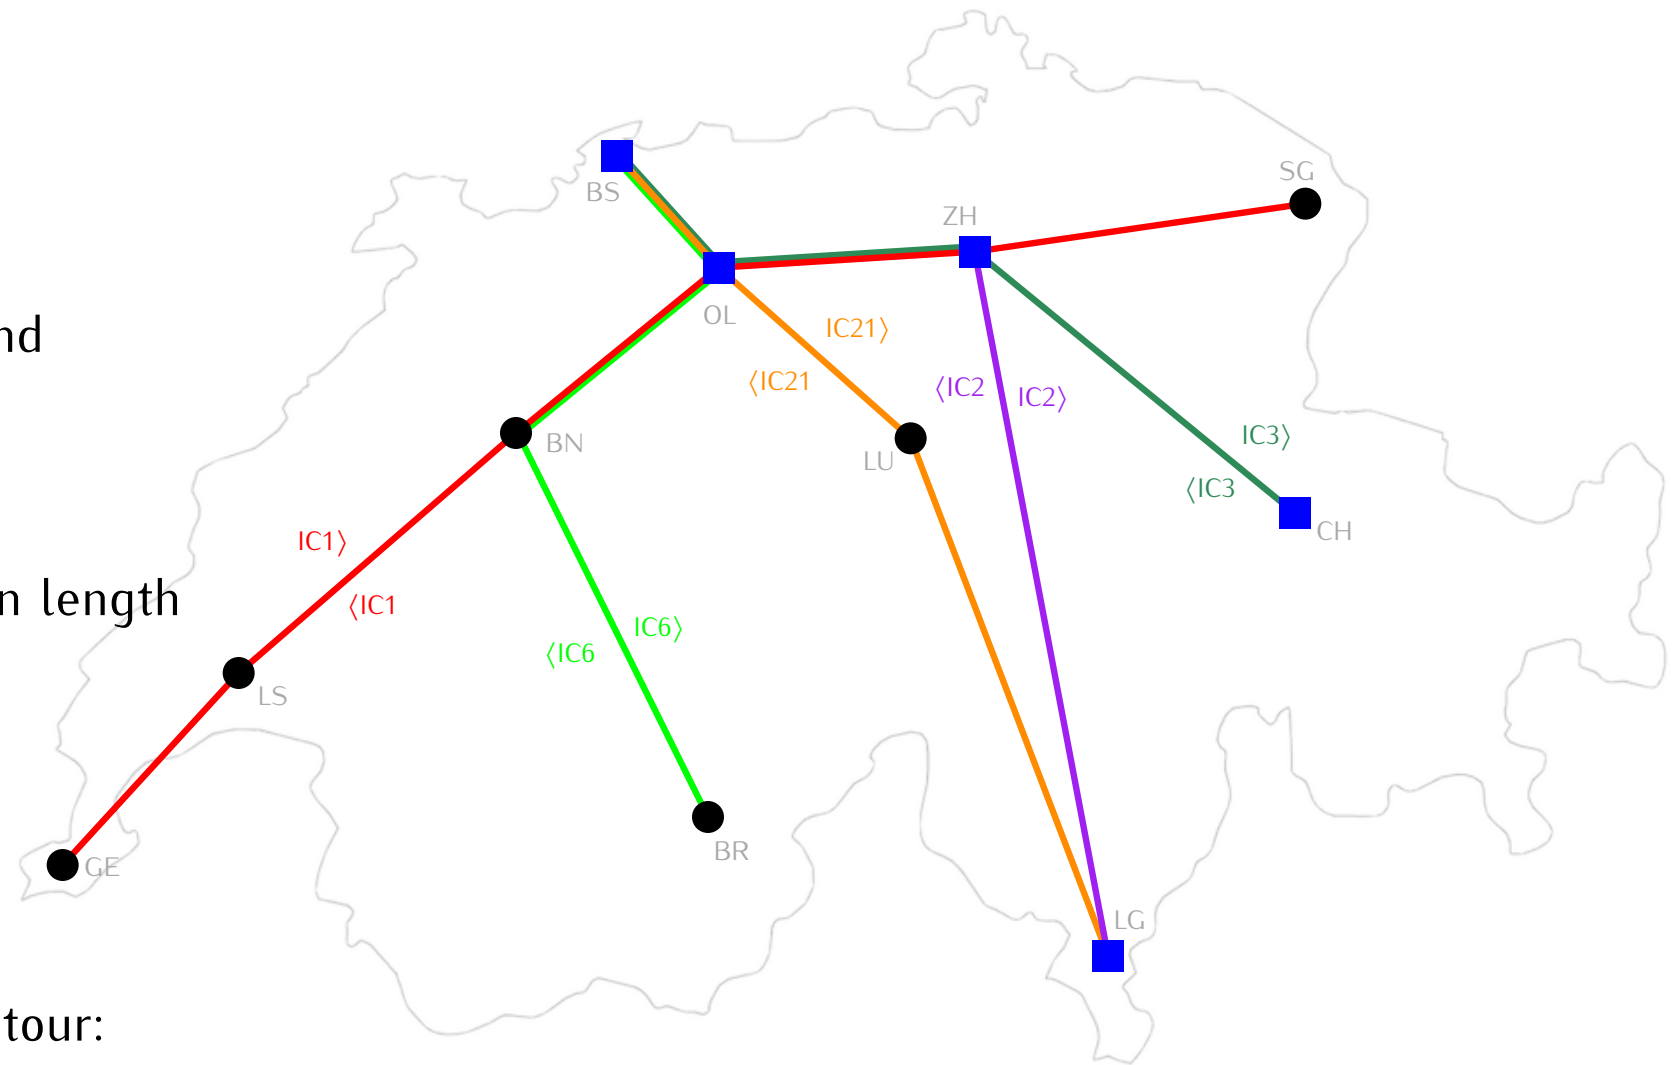 SG
BS
ZH
OL
nd
IC21⟩
⟨IC21
⟨IC2
IC2⟩
IC3⟩
BN
LU
⟨IC3
CH
IC1⟩
n length
⟨IC1
IC6⟩
⟨IC6
LS
BR
GE
LG
tour: